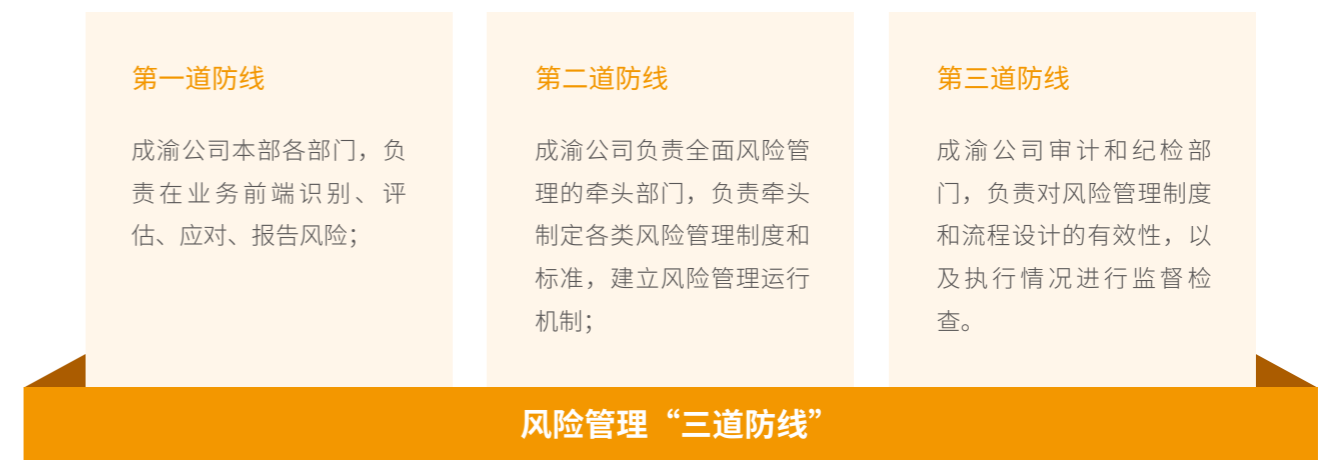 第一道防线
成渝公司本部各部门，负
责在业务前端识别、评
估、应对、报告风险；
第二道防线
成渝公司负责全面风险管
理的牵头部门，负责牵头
制定各类风险管理制度和
标准，建立风险管理运行
机制；
第三道防线
成渝公司审计和纪检部
门，负责对风险管理制度
和流程设计的有效性，以
及执行情况进行监督检
查。
风险管理“三道防线”